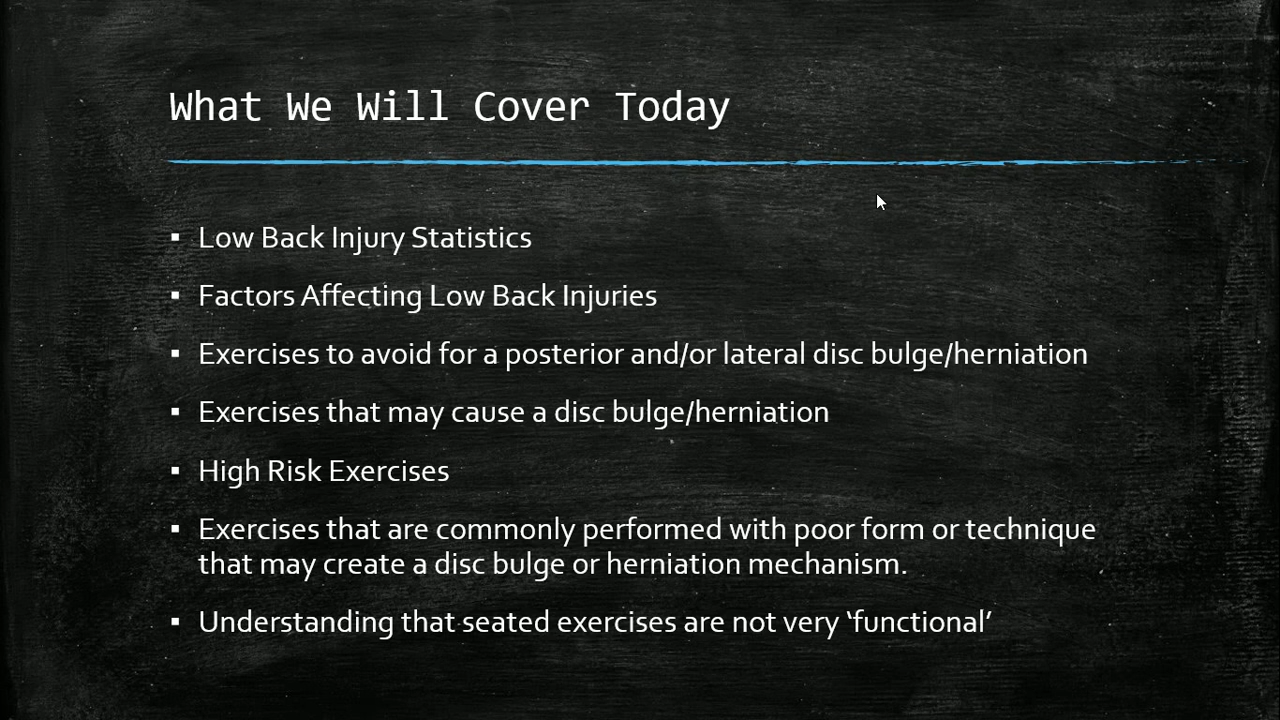 What We Will Cover Today
▪ Low Back Injury Statistics
▪ Factors Affecting Low Back Injuries
▪ Exercises to avoid for a posterior and/or lateral disc bulge/herniation
▪ Exercises that may cause a disc bulge/herniation
▪ High Risk Exercises
▪ Exercises that are commonly performed with poor form or technique
that may create a disc bulge or herniation mechanism.
▪ Understanding that seated exercises are not very ‘functional’